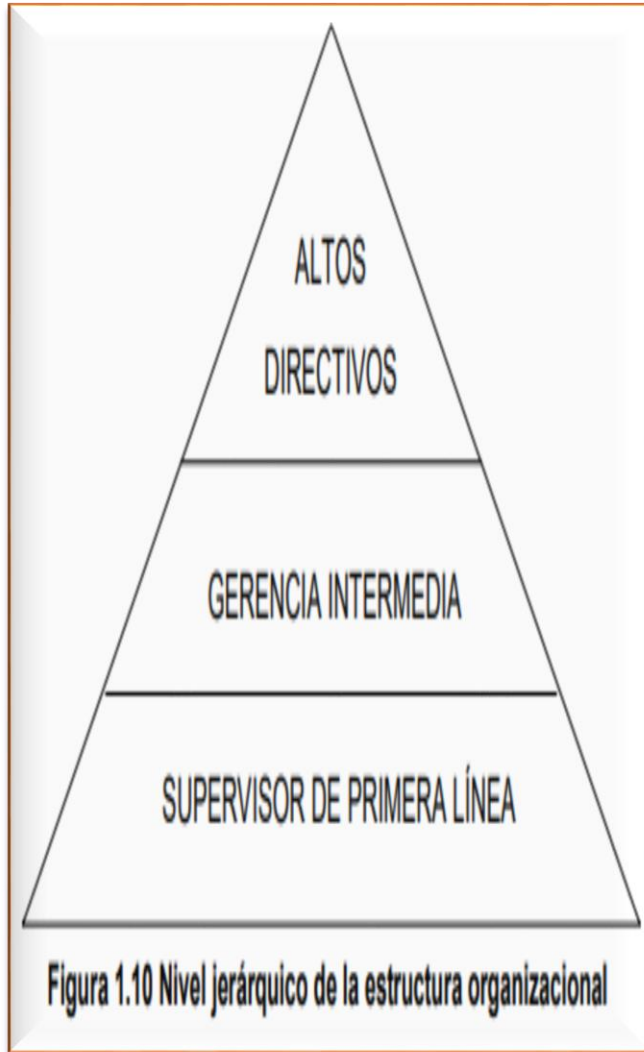 ALTOS
DIRECTIVOS
GERENCIA INTERMEDIA
SUPERVISOR DE PRIMERA LÍNEA
Figura 1.10 Nivel jerárquico de la estructura organizacional